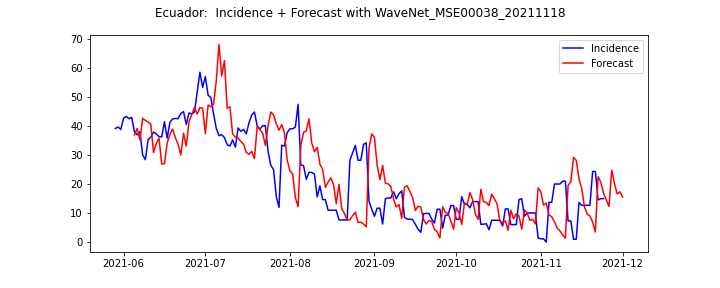 Ecuador:  Incidence + Forecast with WaveNet_MSE00038_20211118
70
60
50
40
30
20
10
0
Incidence
Forecast
2021-06 2021-07 2021-08 2021-09 2021-10 2021-11 2021-12